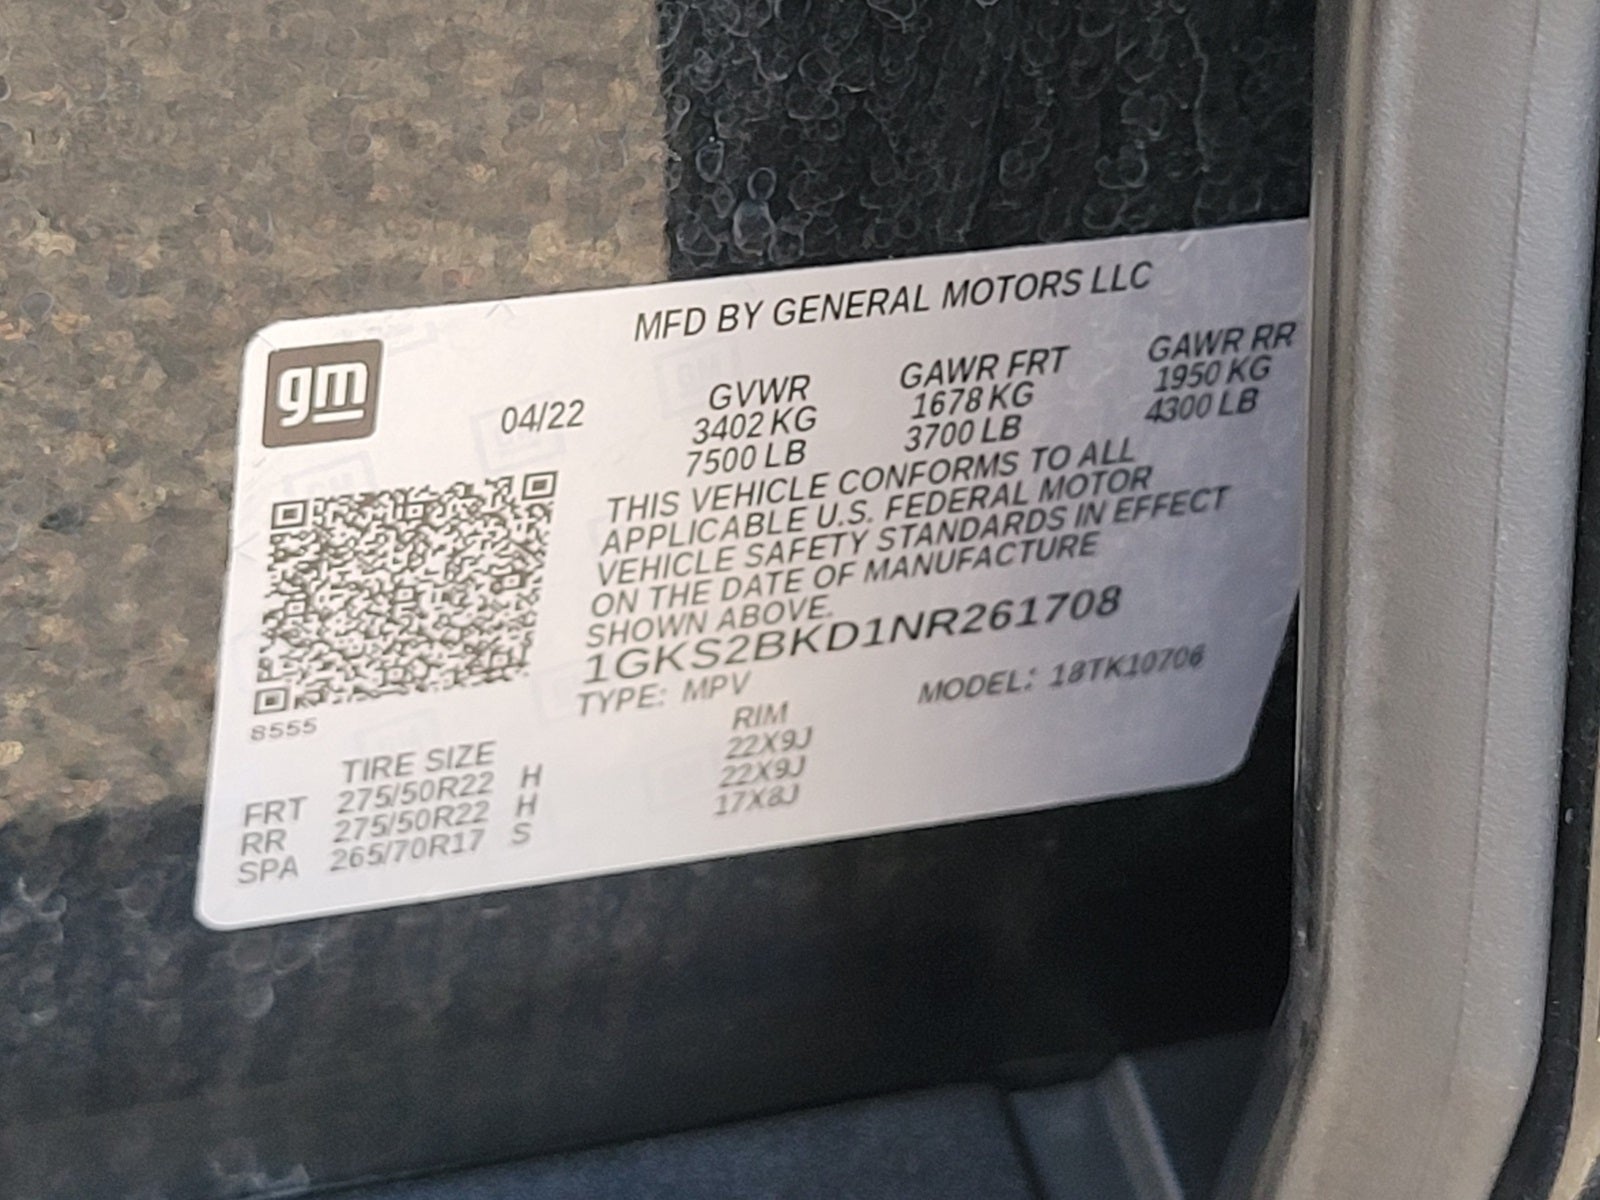 MFD BY GENERAL MOTORS LLC
gm
04/22
GVWR
3402 KG
7500 LB
GAWR FRT
1678 KG
3700 LB
GAWR RR
1950 KG
4300 LB
THIS VEHICLE CONFORMS TO ALL
APPLICABLE U.S. FEDERAL MOTOR
VEHICLE SAFETY STANDARDS IN EFFECT
ON THE DATE OF MANUFACTURE
SHOWN ABOVE.
1GKS2BKD1NR261708
TYPE: MPV
MODEL: 18TK10706
8555
TIRE SIZE RIM
FRT 275/50R22 H 22X9J
RR 275/50R22 H 22X9J
SPA 265/70R17 S 17X8J